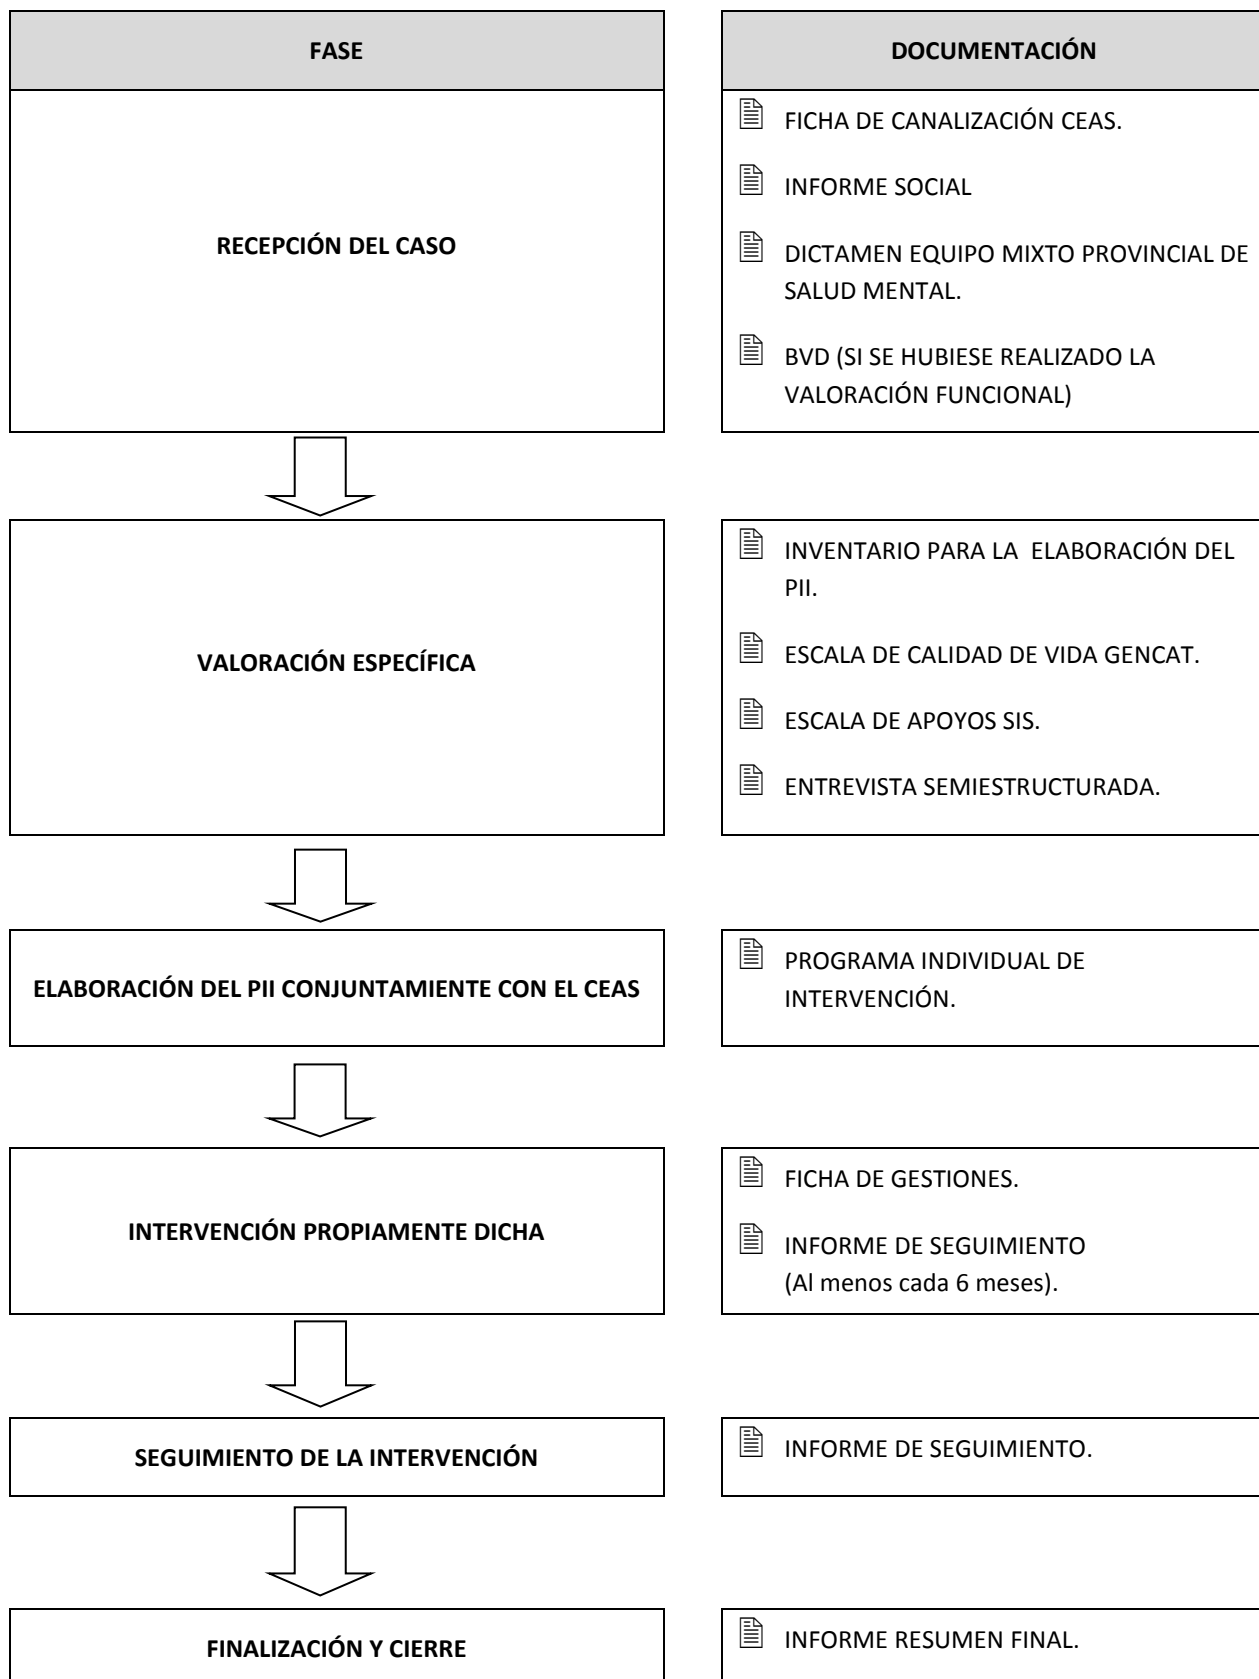 FASE
DOCUMENTACIÓN
RECEPCIÓN DEL CASO
FICHA DE CANALIZACIÓN CEAS.
INFORME SOCIAL
DICTAMEN EQUIPO MIXTO PROVINCIAL DE
SALUD MENTAL.
BVD (SI SE HUBIESE REALIZADO LA
VALORACIÓN FUNCIONAL)
VALORACIÓN ESPECÍFICA
INVENTARIO PARA LA ELABORACIÓN DEL
PII.
ESCALA DE CALIDAD DE VIDA GENCAT.
ESCALA DE APOYOS SIS.
ENTREVISTA SEMIESTRUCTURADA.
ELABORACIÓN DEL PII CONJUNTAMIENTE CON EL CEAS
PROGRAMA INDIVIDUAL DE
INTERVENCIÓN.
INTERVENCIÓN PROPIAMENTE DICHA
FICHA DE GESTIONES.
INFORME DE SEGUIMIENTO
(Al menos cada 6 meses).
SEGUIMIENTO DE LA INTERVENCIÓN
INFORME DE SEGUIMIENTO.
FINALIZACIÓN Y CIERRE
INFORME RESUMEN FINAL.